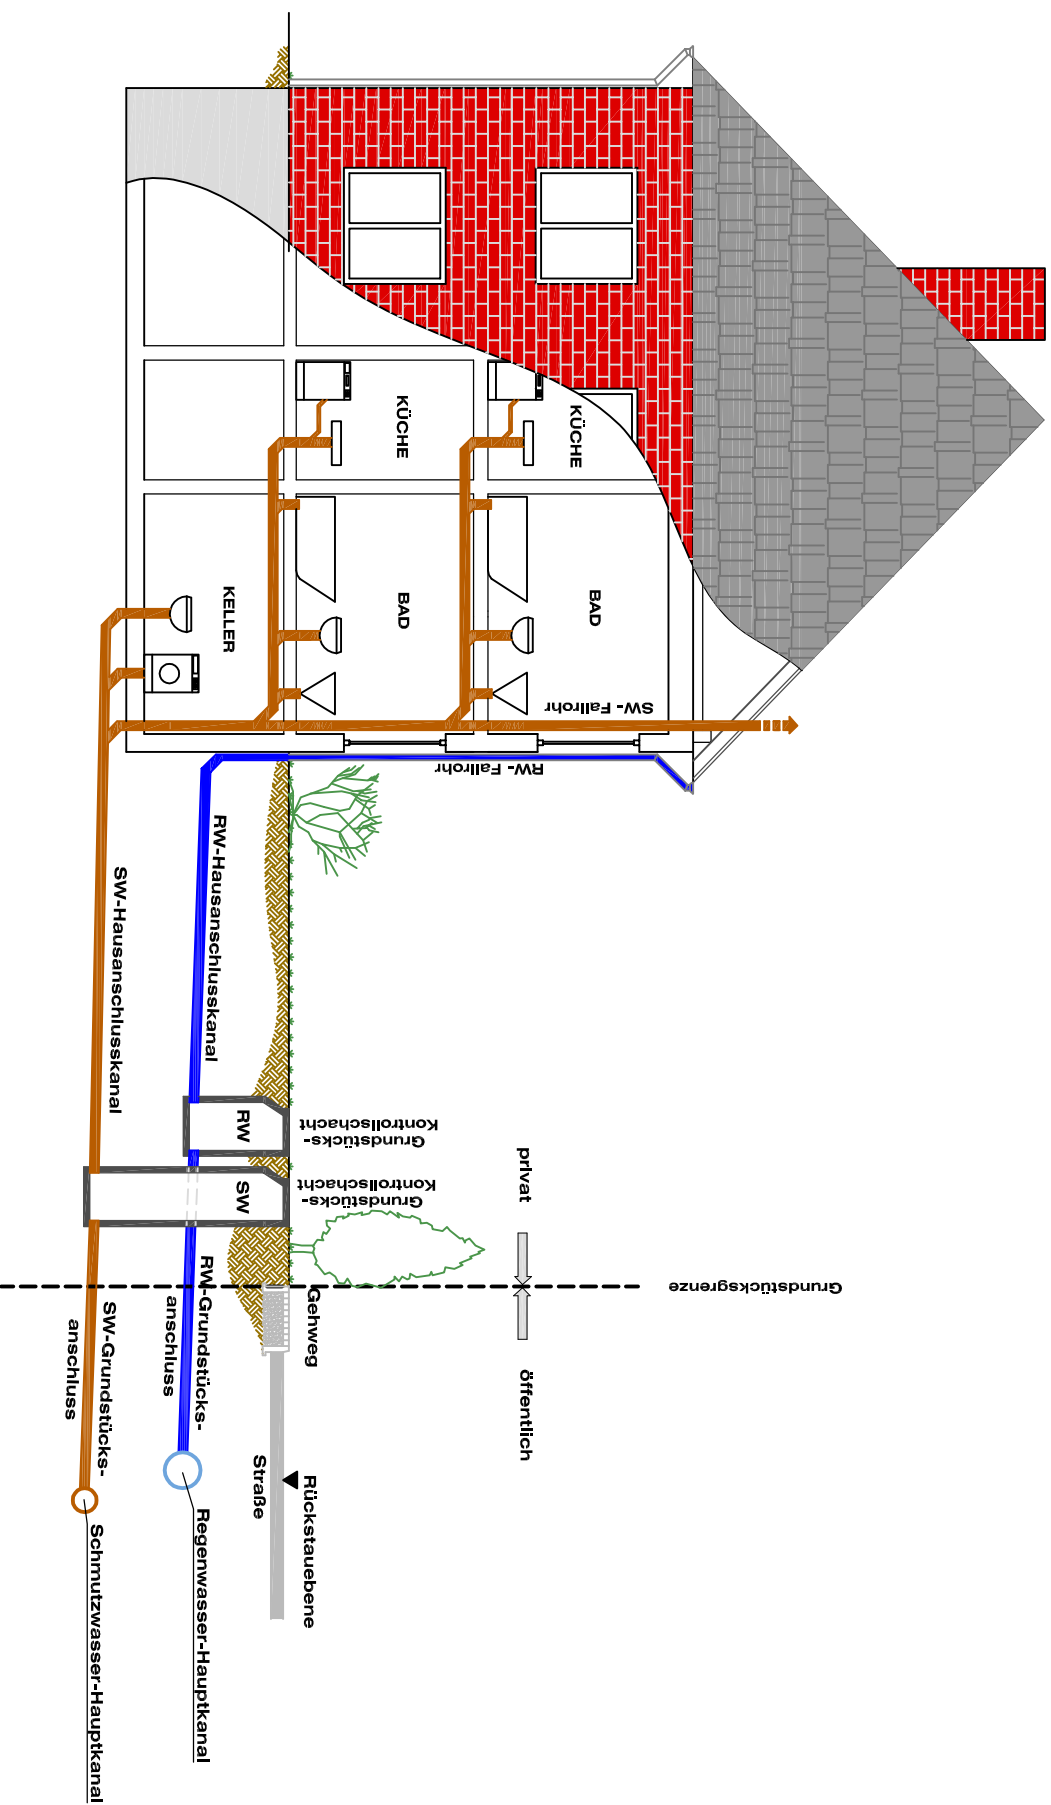 KÜCHE
BAD
KÜCHE
BAD
KELLER
SW- Fallrohr
RW- Fallrohr
Grundstücksgrenze
privat
öffentlich
Grundstücks-
Kontrollschacht
Grundstücks-
Kontrollschacht
RW
SW
Gehweg
Rückstauebene
Straße
RW-Hausanschlusskanal
SW-Hausanschlusskanal
RW-Grundstücks-
anschluss
SW-Grundstücks-
anschluss
Regenwasser-Hauptkanal
Schmutzwasser-Hauptkanal